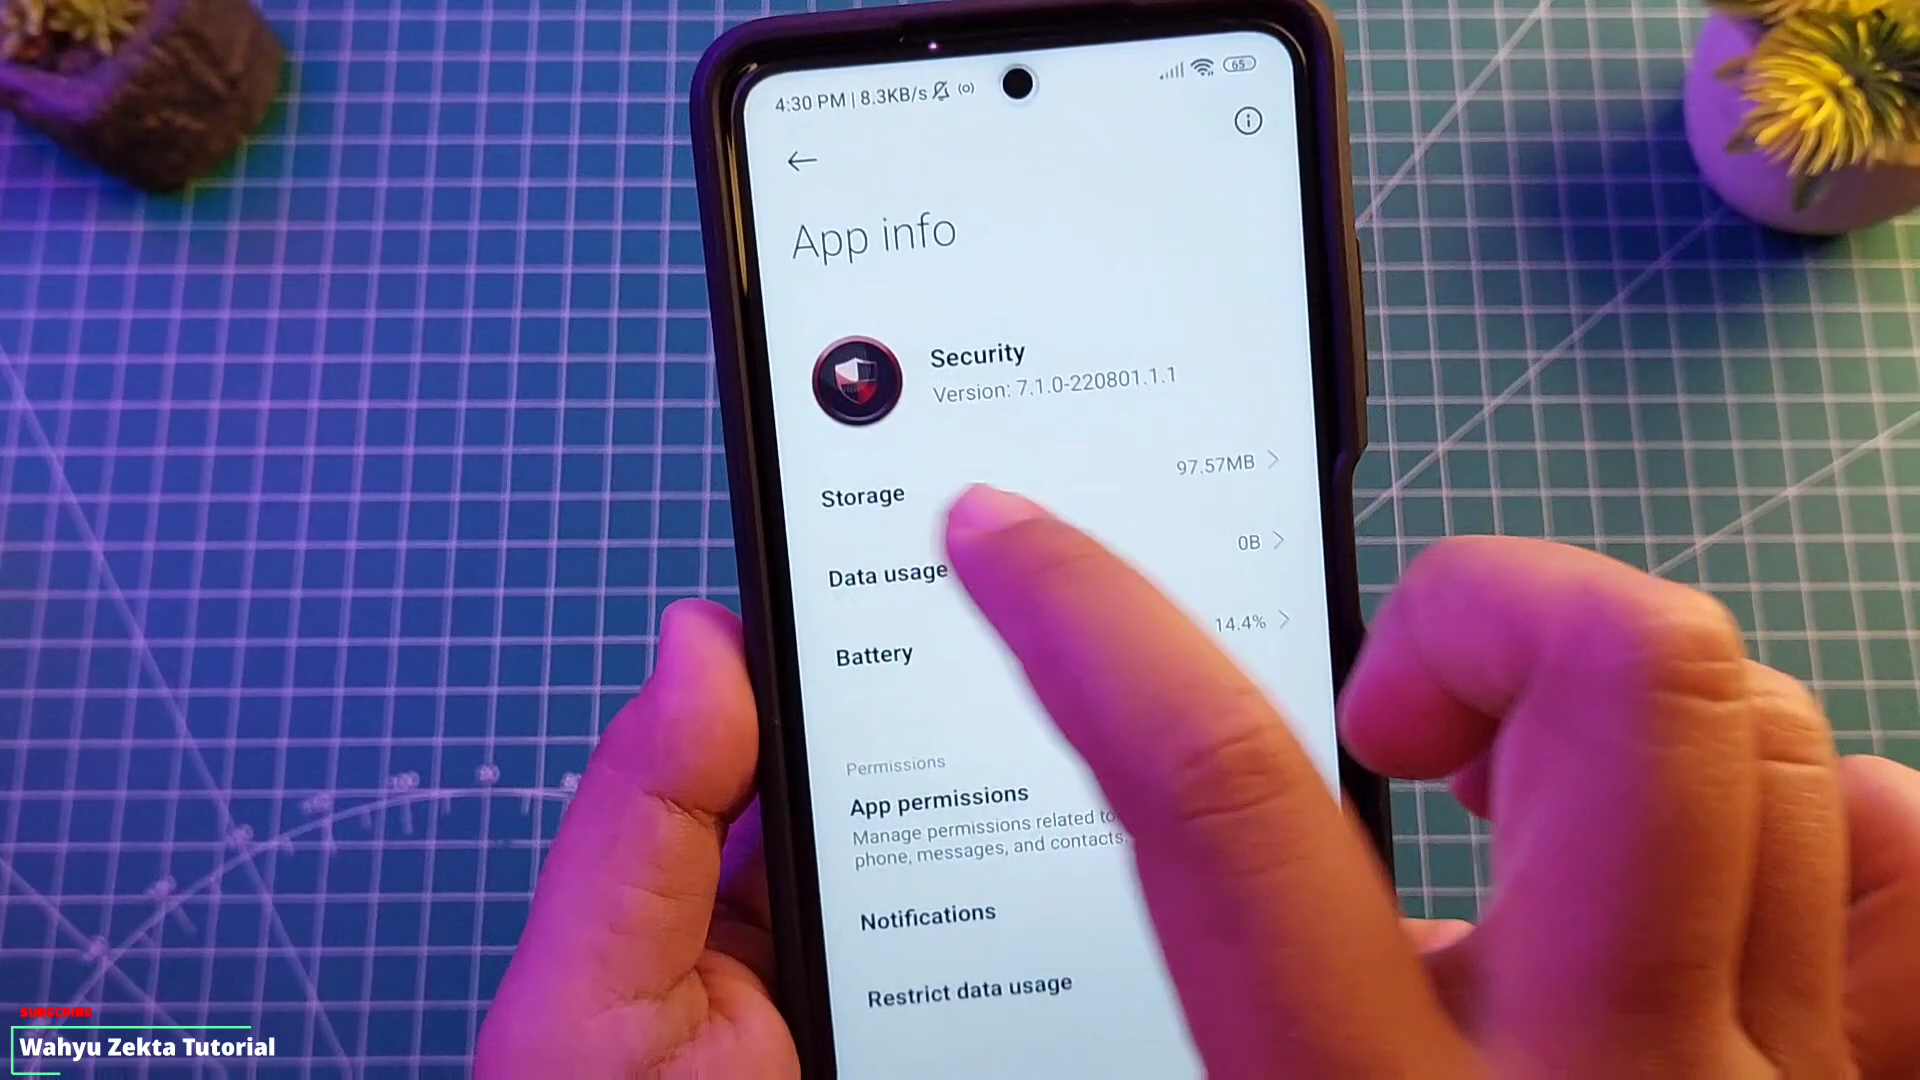 4:30 PM | 8.3KB/s
65
App info
Security
Version: 7.1.0-220801.1.1
Storage
97.57MB
Data usage
0B
Battery
14.4%
Permissions
App permissions
Manage permissions related to
phone, messages, and contacts.
Notifications
Restrict data usage
SUBSCRIBE
Wahyu Zekta Tutorial